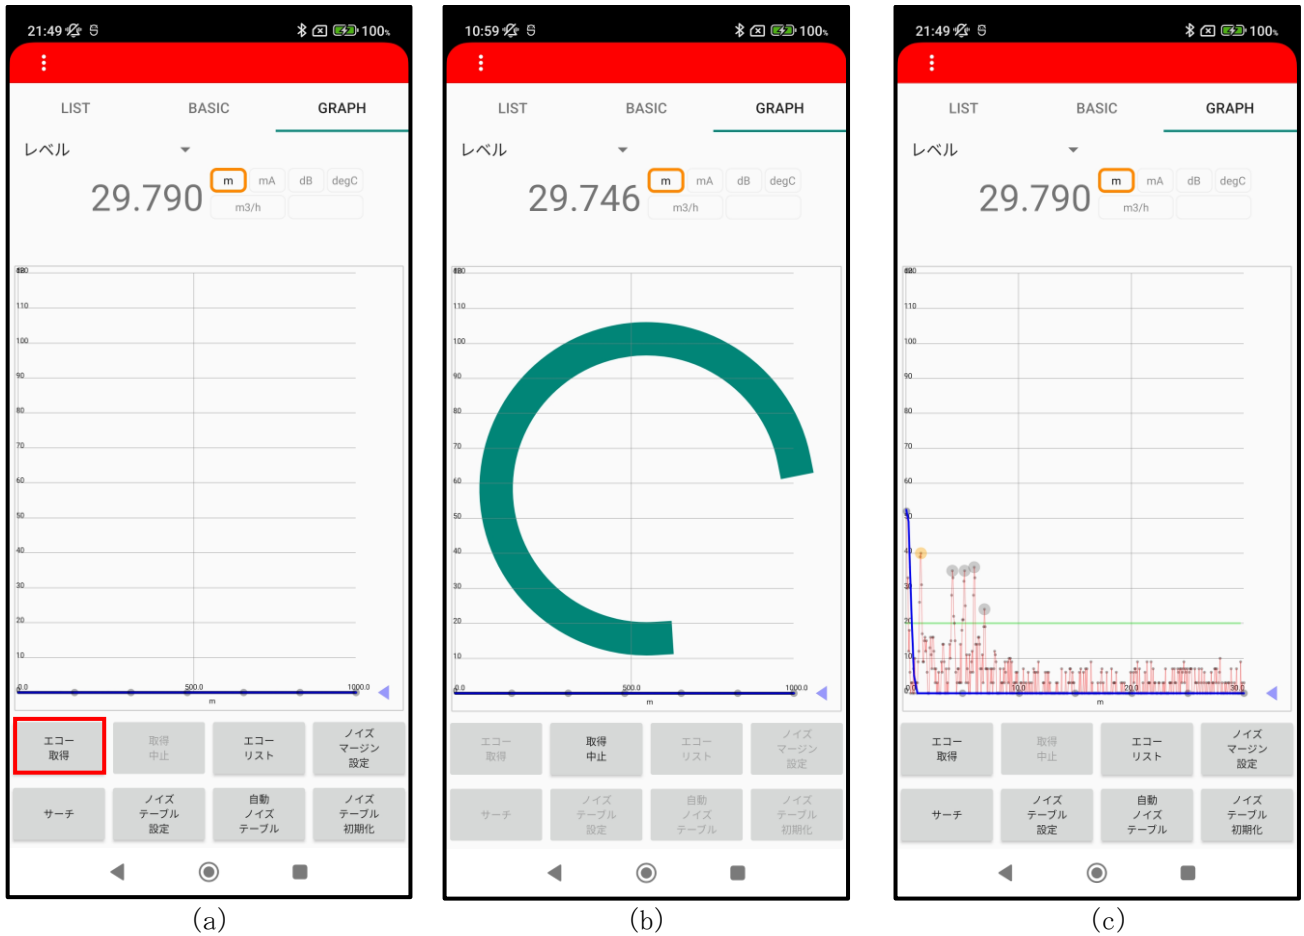 21:49
100%
LIST BASIC GRAPH
レベル
29.790
m mA dB degC
m3/h
110
100
90
80
70
60
50
40
30
20
10
0.0 500.0 1000.0
m
エコー
取得
取得
中止
エコー
リスト
ノイズ
マージン
設定
サーチ
ノイズ
テーブル
設定
自動
ノイズ
テーブル
ノイズ
テーブル
初期化
(a)
10:59
100%
LIST BASIC GRAPH
レベル
29.746
m mA dB degC
m3/h
110
100
90
80
70
60
50
40
30
20
10
0.0 500.0 1000.0
m
エコー
取得
取得
中止
エコー
リスト
ノイズ
マージン
設定
サーチ
ノイズ
テーブル
設定
自動
ノイズ
テーブル
ノイズ
テーブル
初期化
(b)
21:49
100%
LIST BASIC GRAPH
レベル
29.790
m mA dB degC
m3/h
110
100
90
80
70
60
50
40
30
20
10
0.0 10.0 20.0 30.0
m
エコー
取得
取得
中止
エコー
リスト
ノイズ
マージン
設定
サーチ
ノイズ
テーブル
設定
自動
ノイズ
テーブル
ノイズ
テーブル
初期化
(c)